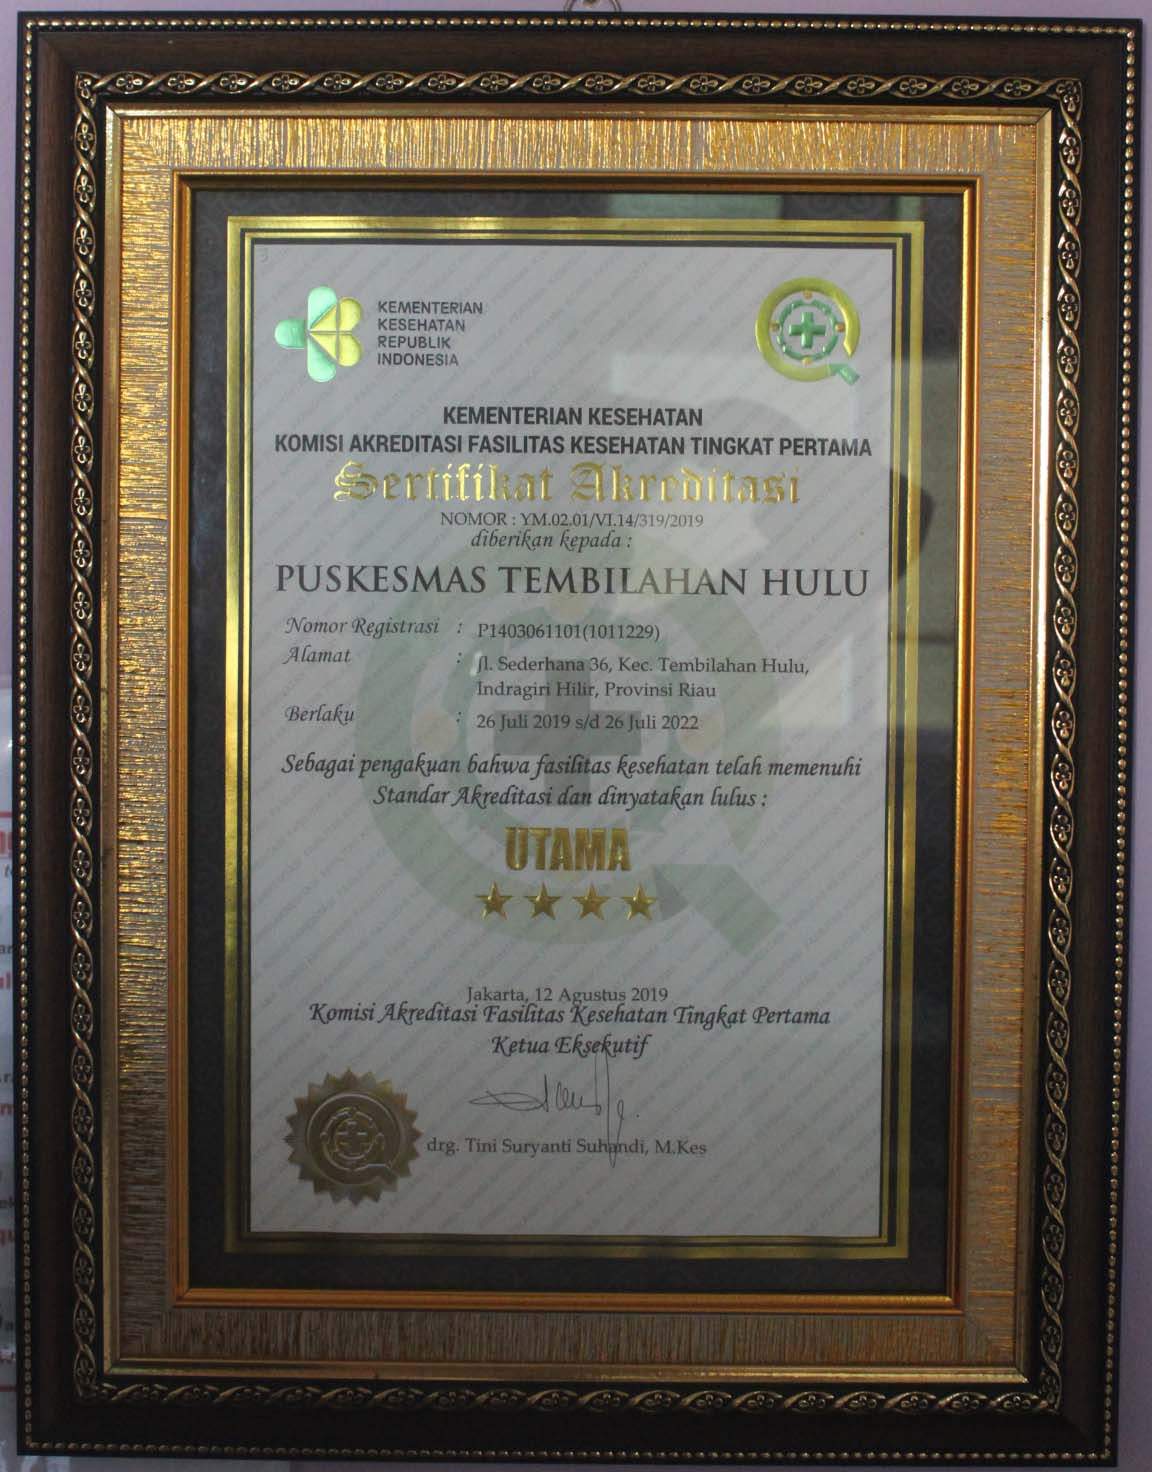 KEMENTERIAN
KESEHATAN
REPUBLIK
INDONESIA
KEMENTERIAN KESEHATAN
KOMISI AKREDITASI FASILITAS KESEHATAN TINGKAT PERTAMA
Sertifikat Akreditasi
NOMOR : YM.02.01/VI.14/319/2019
diberikan kepada :
PUSKESMAS TEMBILAHAN HULU
Nomor Registrasi : P1403061101(1011229)
Alamat : Jl. Sederhana 36, Kec. Tembilahan Hulu,
Indragiri Hilir, Provinsi Riau
Berlaku : 26 Juli 2019 s/d 26 Juli 2022
Sebagai pengakuan bahwa fasilitas kesehatan telah memenuhi
Standar Akreditasi dan dinyatakan lulus :
UTAMA
Jakarta, 12 Agustus 2019
Komisi Akreditasi Fasilitas Kesehatan Tingkat Pertama
Ketua Eksekutif
drg. Tini Suryanti Suhandi, M.Kes